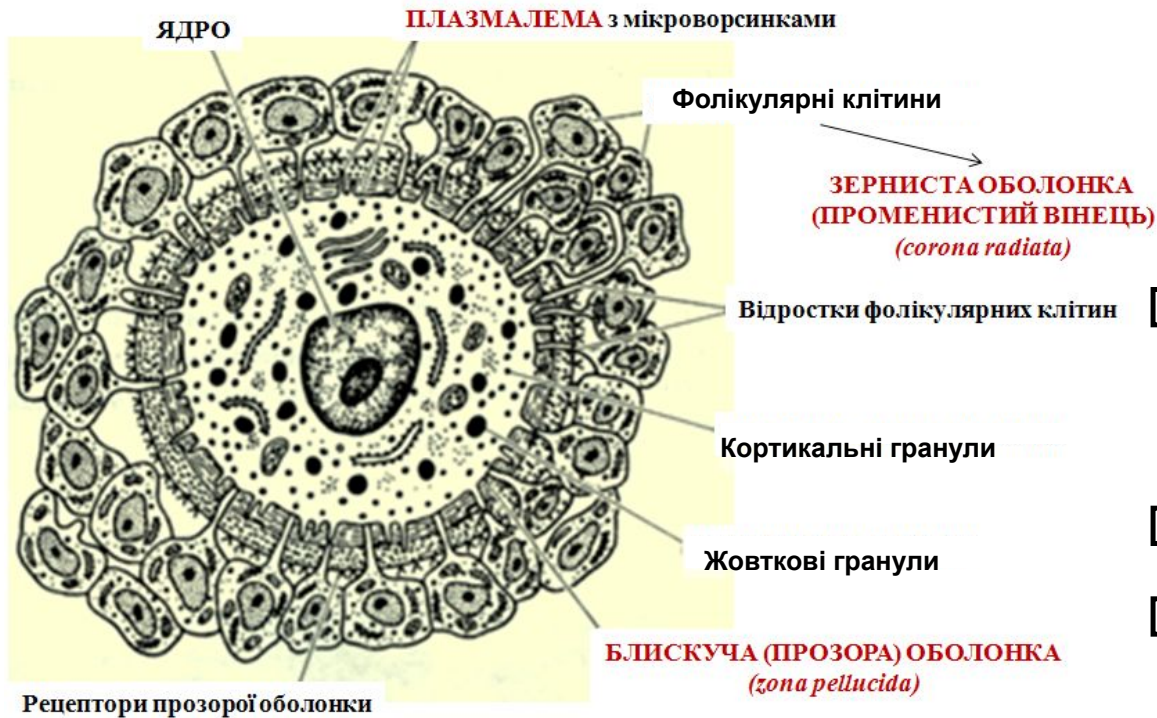 ПЛАЗМАЛЕМА з мікроворсинками
ЯДРО
Фолікулярні клітини
ЗЕРНИСТА ОБОЛОНКА
(ПРОМЕНИСТИЙ ВІНЕЦЬ)
(corona radiata)
Відростки фолікулярних клітин
Кортикальні гранули
Жовткові гранули
БЛИСКУЧА (ПРОЗОРА) ОБОЛОНКА
(zona pellucida)
Рецептори прозорої оболонки